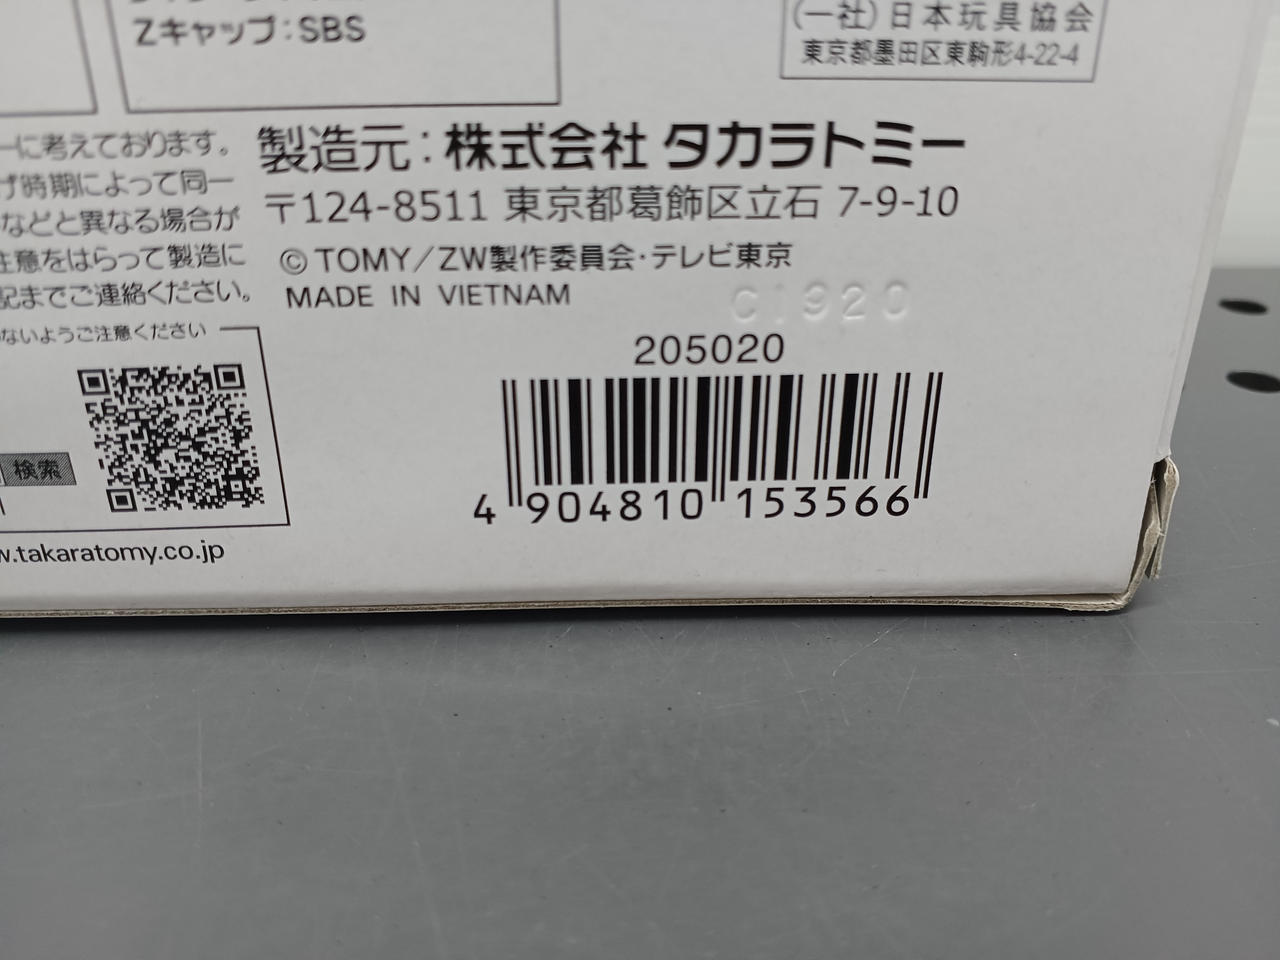 Zキャップ:SBS
(一社)日本玩具協会
東京都墨田区東駒形4-22-4
ーに考えております。
時期によって同一
などと異なる場合が
注意をはらって製造に
記までご連絡ください。
ないようご注意ください
検索
w.takaratomy.co.jp
製造元:株式会社 タカラトミー
〒124-8511 東京都葛飾区立石 7-9-10
©TOMY/ZW製作委員会・テレビ東京
MADE IN VIETNAM
C1920
205020
4 904810 153566